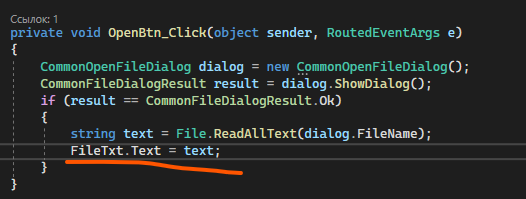 Ссылок: 1
private void OpenBtn_Click(object sender, RoutedEventArgs e)
{
CommonOpenFileDialog dialog = new CommonOpenFileDialog();
CommonFileDialogResult result = dialog.ShowDialog();
if (result == CommonFileDialogResult.Ok)
{
string text = File.ReadAllText(dialog.FileName);
FileTxt.Text = text;
}
}